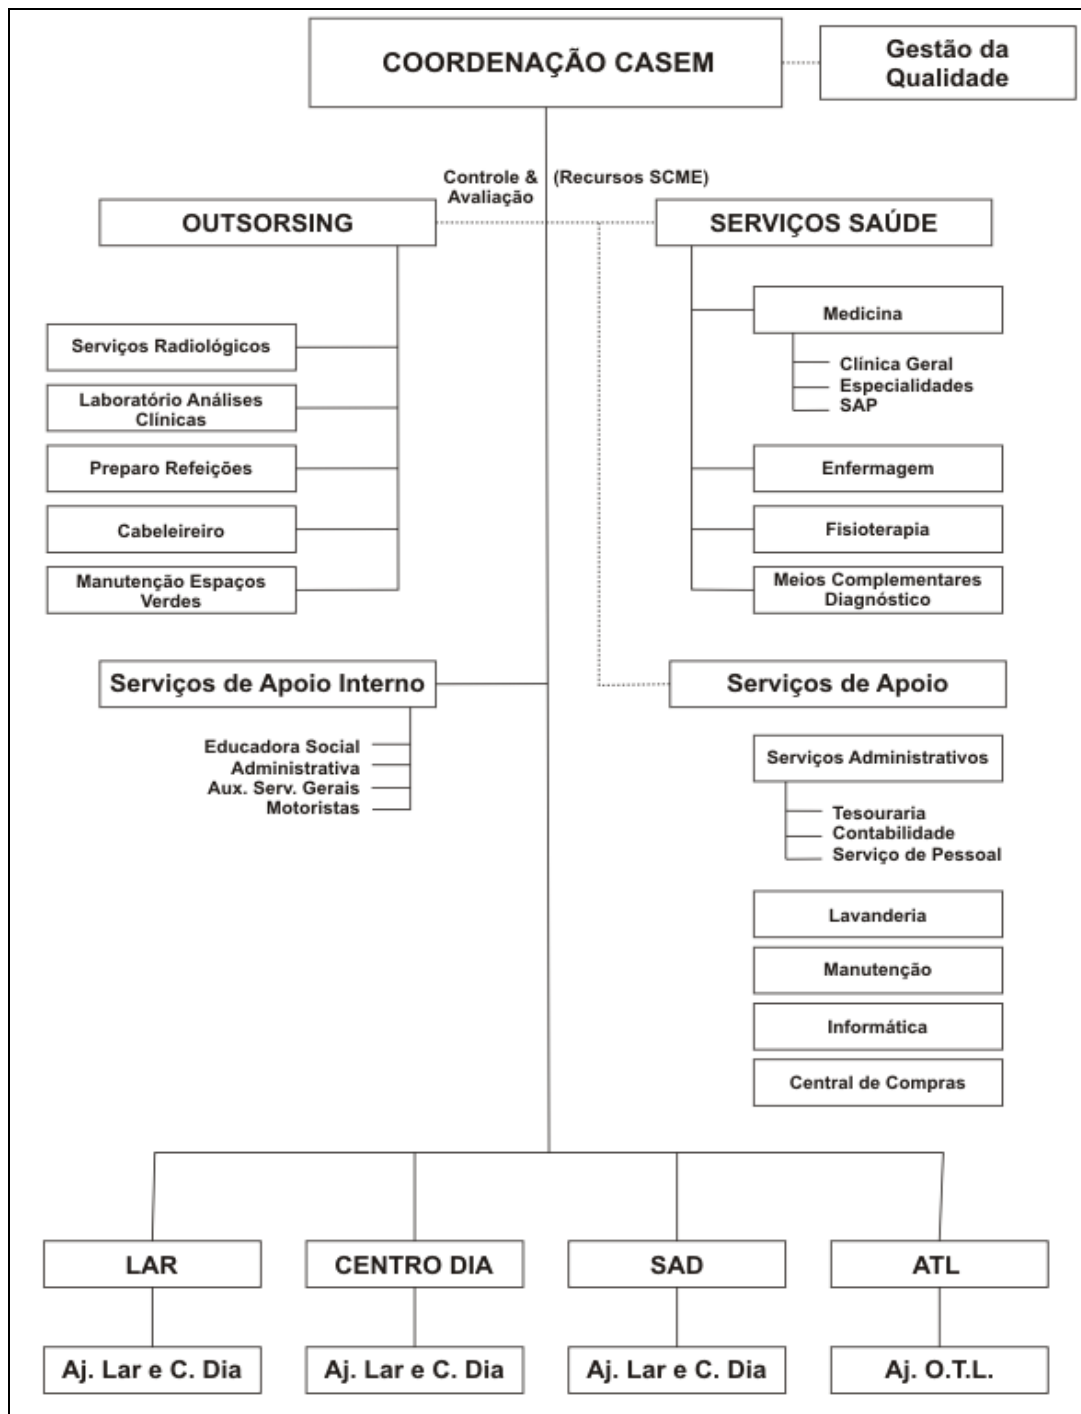 COORDENAÇÃO CASEM
Gestão da
Qualidade
Controle &
Avaliação
(Recursos SCME)
OUTSORSING
SERVIÇOS SAÚDE
Serviços Radiológicos
Laboratório Análises
Clínicas
Preparo Refeições
Cabeleireiro
Manutenção Espaços
Verdes
Medicina
Clínica Geral
Especialidades
SAP
Enfermagem
Fisioterapia
Meios Complementares
Diagnóstico
Serviços de Apoio Interno
Educadora Social
Administrativa
Aux. Serv. Gerais
Motoristas
Serviços de Apoio
Serviços Administrativos
Tesouraria
Contabilidade
Serviço de Pessoal
Lavanderia
Manutenção
Informática
Central de Compras
LAR
CENTRO DIA
SAD
ATL
Aj. Lar e C. Dia
Aj. Lar e C. Dia
Aj. Lar e C. Dia
Aj. O.T.L.